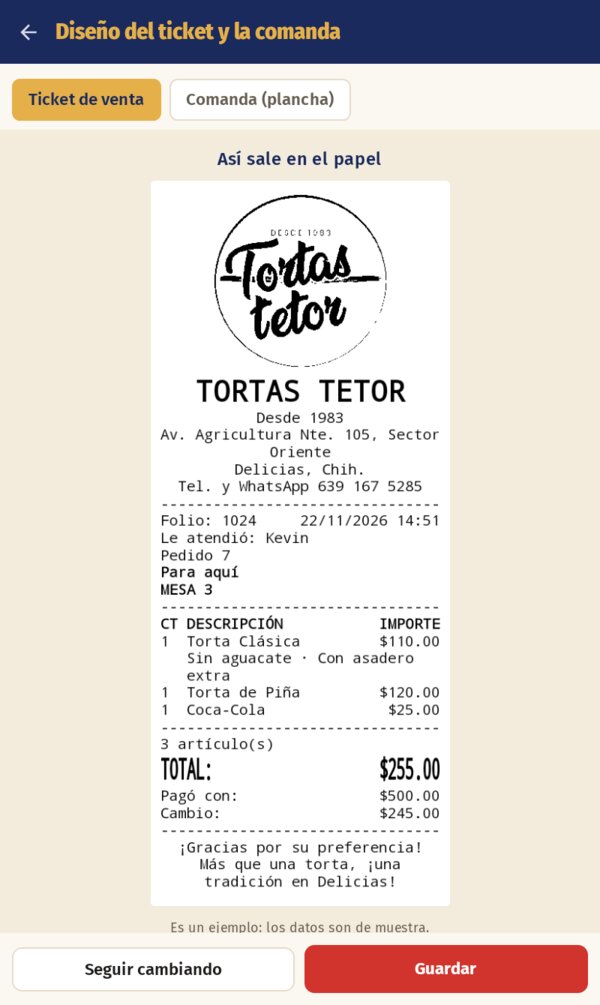 Diseño del ticket y la comanda
Ticket de venta
Comanda (plancha)
Así sale en el papel
DESDE 1983
Tortas
tetor
TORTAS TETOR
Desde 1983
Av. Agricultura Nte. 105, Sector
Oriente
Delicias, Chih.
Tel. y WhatsApp 639 167 5285
--------------------------------
Folio: 1024 22/11/2026 14:51
Le atendió: Kevin
Pedido 7
Para aquí
MESA 3
--------------------------------
CT DESCRIPCIÓN IMPORTE
1 Torta Clásica $110.00
Sin aguacate · Con asadero
extra
1 Torta de Piña $120.00
1 Coca-Cola $25.00
--------------------------------
3 artículo(s)
TOTAL: $255.00
Pagó con: $500.00
Cambio: $245.00
--------------------------------
¡Gracias por su preferencia!
Más que una torta, ¡una
tradición en Delicias!
Es un ejemplo: los datos son de muestra.
Seguir cambiando
Guardar